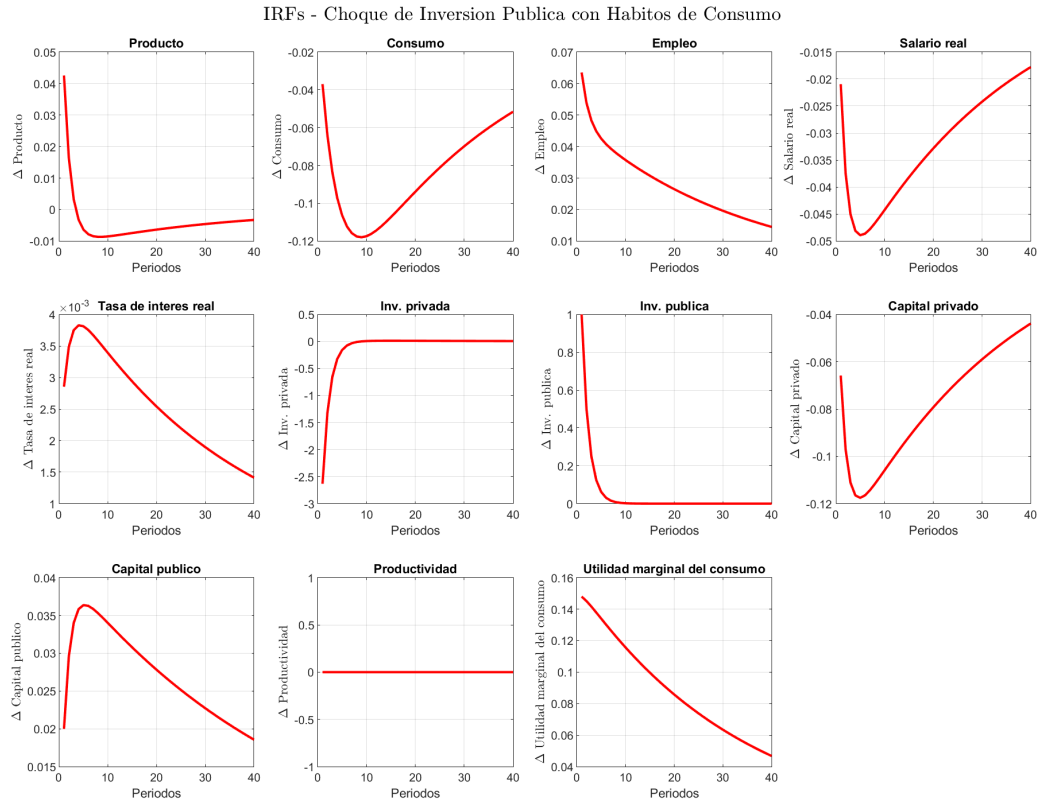 IRFs - Choque de Inversion Publica con Habitos de Consumo
Producto
Δ Producto
0.05
0.04
0.03
0.02
0.01
0
-0.01
0 10 20 30 40
Periodos
Consumo
Δ Consumo
-0.02
-0.04
-0.06
-0.08
-0.1
-0.12
0 10 20 30 40
Periodos
Empleo
Δ Empleo
0.07
0.06
0.05
0.04
0.03
0.02
0.01
0 10 20 30 40
Periodos
Salario real
Δ Salario real
-0.015
-0.02
-0.025
-0.03
-0.035
-0.04
-0.045
-0.05
0 10 20 30 40
Periodos
Tasa de interes real
×10⁻³
Δ Tasa de interes real
4
3.5
3
2.5
2
1.5
1
0 10 20 30 40
Periodos
Inv. privada
Δ Inv. privada
0.5
0
-0.5
-1
-1.5
-2
-2.5
-3
0 10 20 30 40
Periodos
Inv. publica
Δ Inv. publica
1
0.8
0.6
0.4
0.2
0
0 10 20 30 40
Periodos
Capital privado
Δ Capital privado
-0.04
-0.06
-0.08
-0.1
-0.12
0 10 20 30 40
Periodos
Capital publico
Δ Capital publico
0.04
0.035
0.03
0.025
0.02
0.015
0 10 20 30 40
Periodos
Productividad
Δ Productividad
1
0.5
0
-0.5
-1
0 10 20 30 40
Periodos
Utilidad marginal del consumo
Δ Utilidad marginal del consumo
0.16
0.14
0.12
0.1
0.08
0.06
0.04
0 10 20 30 40
Periodos